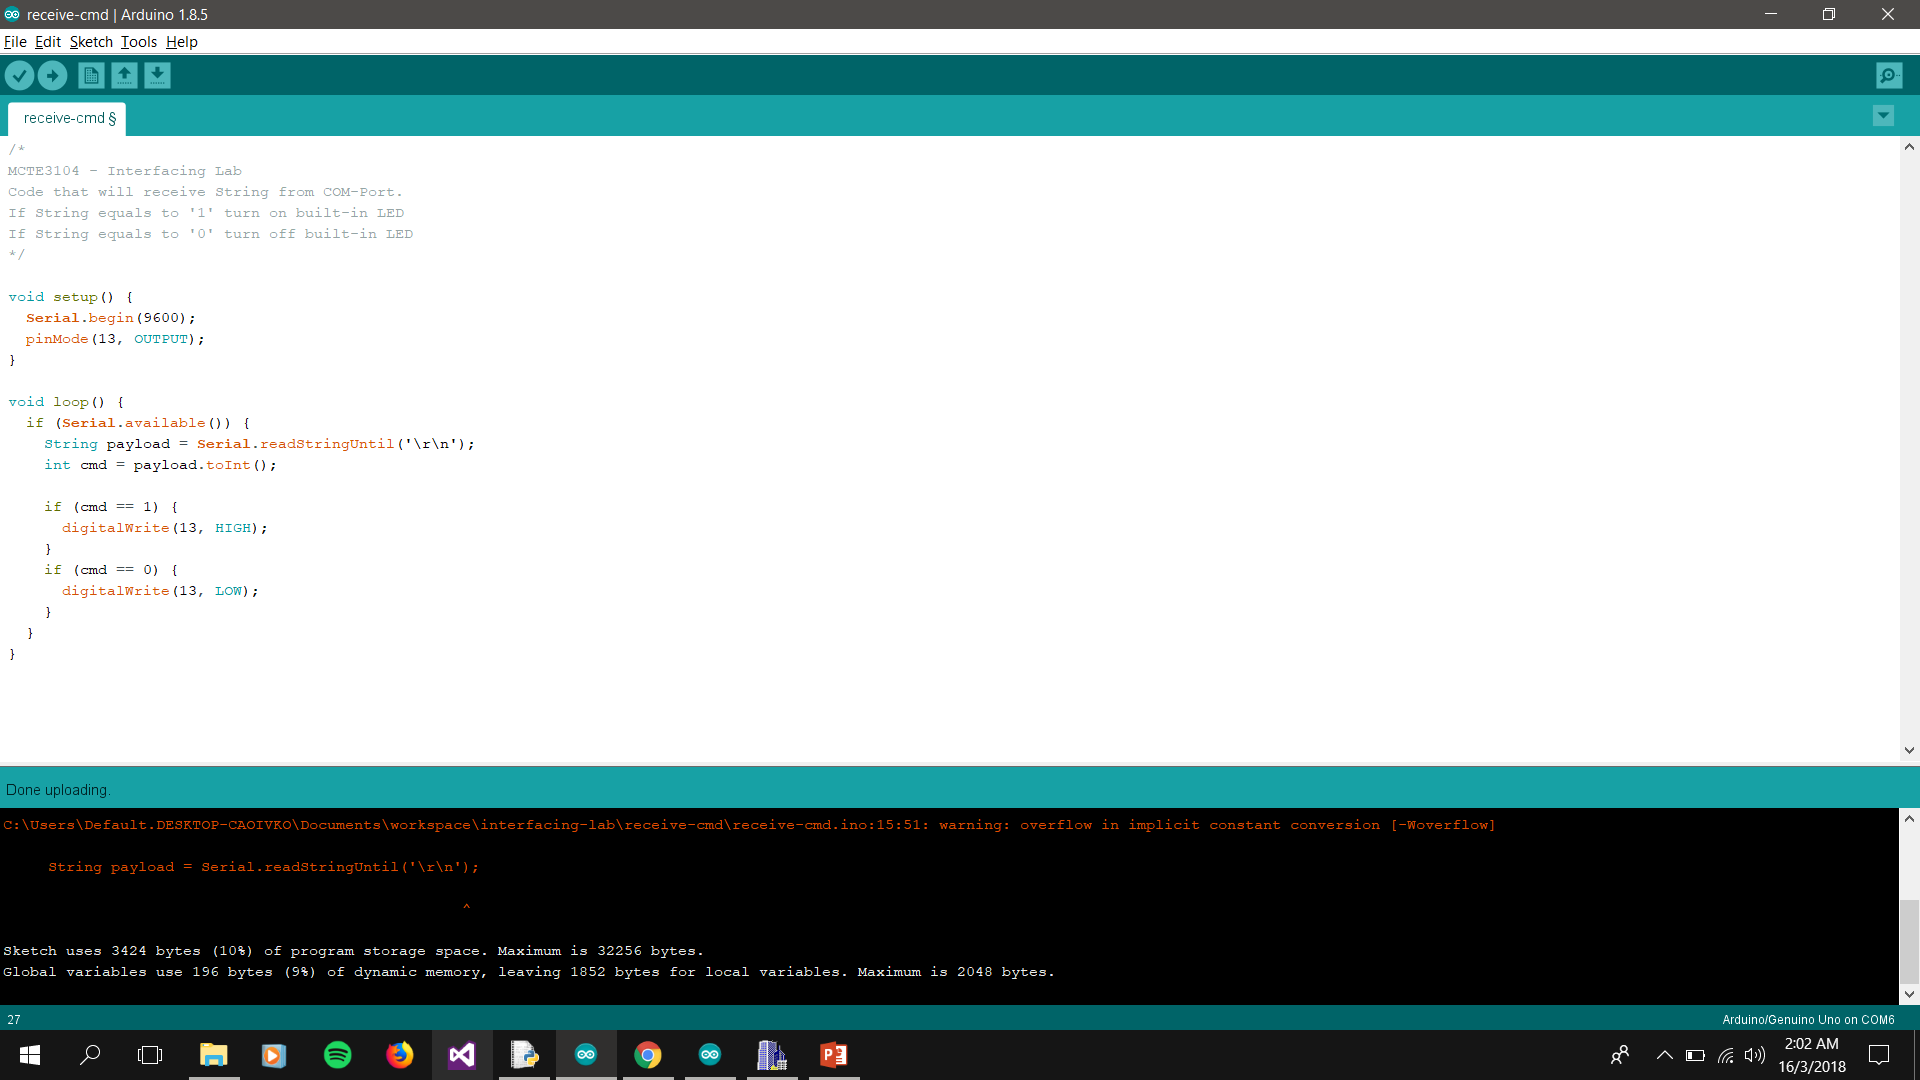 receive-cmd | Arduino 1.8.5
File Edit Sketch Tools Help
receive-cmd §
/*
MCTE3104 - Interfacing Lab
Code that will receive String from COM-Port.
If String equals to '1' turn on built-in LED
If String equals to '0' turn off built-in LED
*/
void setup() {
  Serial.begin(9600);
  pinMode(13, OUTPUT);
}
void loop() {
  if (Serial.available()) {
    String payload = Serial.readStringUntil('\r\n');
    int cmd = payload.toInt();
    if (cmd == 1) {
      digitalWrite(13, HIGH);
    }
    if (cmd == 0) {
      digitalWrite(13, LOW);
    }
  }
}
Done uploading.
C:\Users\Default.DESKTOP-CAOIVKO\Documents\workspace\interfacing-lab\receive-cmd\receive-cmd.ino:15:51: warning: overflow in implicit constant conversion [-Woverflow]
     String payload = Serial.readStringUntil('\r\n');
^
Sketch uses 3424 bytes (10%) of program storage space. Maximum is 32256 bytes.
Global variables use 196 bytes (9%) of dynamic memory, leaving 1852 bytes for local variables. Maximum is 2048 bytes.
27 Arduino/Genuino Uno on COM6
2:02 AM
16/3/2018